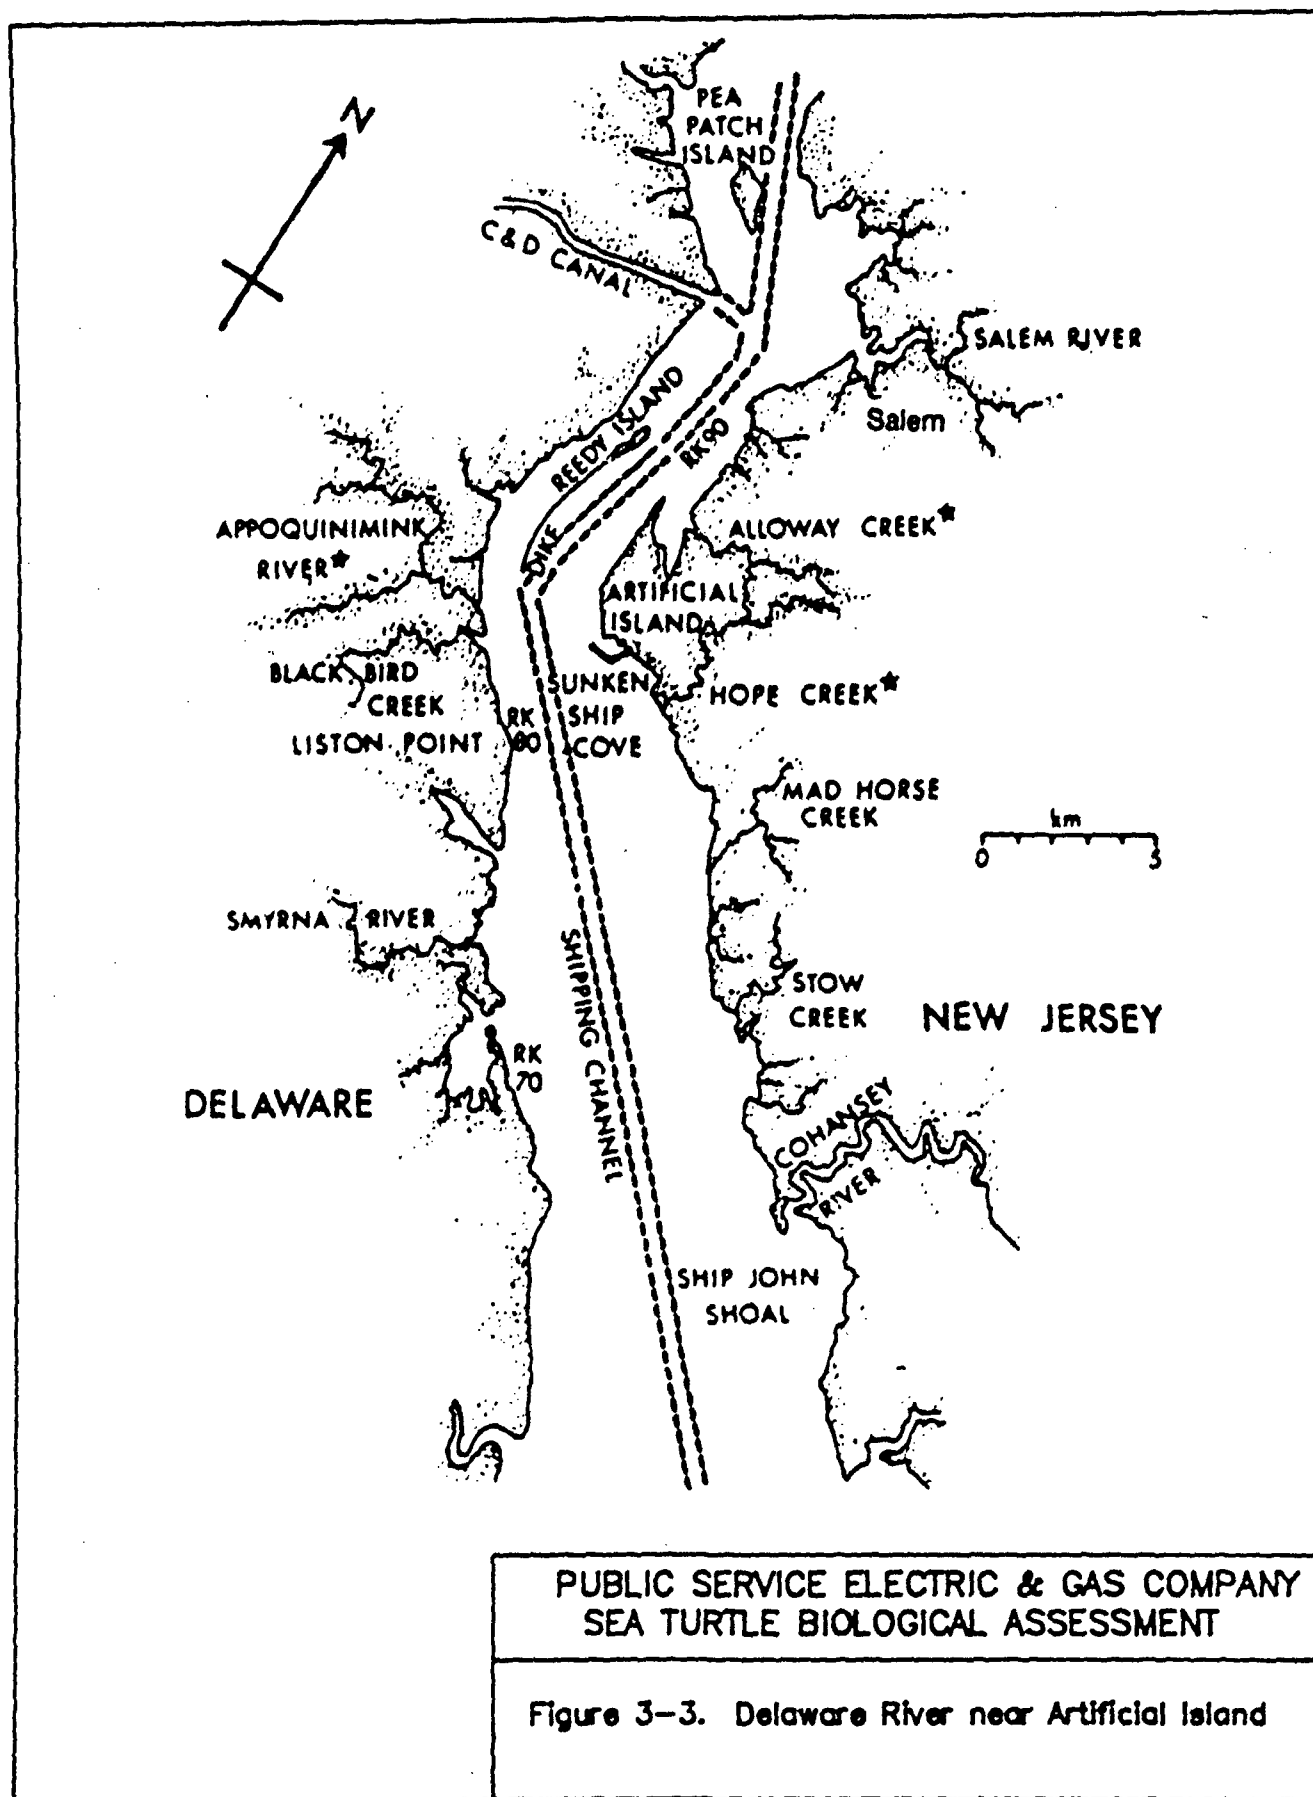 N
PEA
PATCH
ISLAND
C&D CANAL
SALEM RIVER
Salem
REEDY ISLAND
RK90
DIKE
APPOQUINIMINK
RIVER*
ALLOWAY CREEK*
ARTIFICIAL
ISLAND
BLACK BIRD
CREEK
LISTON POINT
RK
80
SUNKEN
SHIP
COVE
HOPE CREEK*
MAD HORSE
CREEK
km
0 5
SMYRNA RIVER
SHIPPING CHANNEL
STOW
CREEK
NEW JERSEY
RK
70
DELAWARE
COHANSEY
RIVER
SHIP JOHN
SHOAL
PUBLIC SERVICE ELECTRIC & GAS COMPANY
SEA TURTLE BIOLOGICAL ASSESSMENT
Figure 3-3. Delaware River near Artificial Island